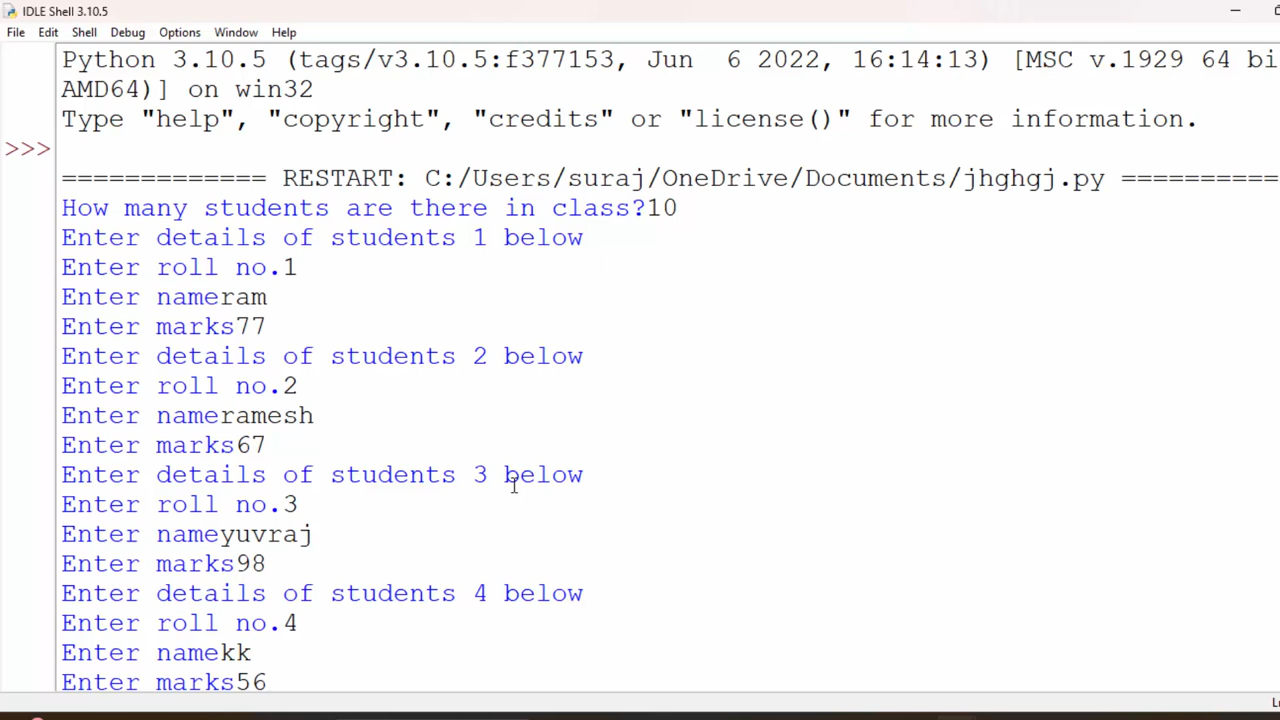 IDLE Shell 3.10.5
File Edit Shell Debug Options Window Help
Python 3.10.5 (tags/v3.10.5:f377153, Jun  6 2022, 16:14:13) [MSC v.1929 64 bi
AMD64)] on win32
Type "help", "copyright", "credits" or "license()" for more information.
>>>
============= RESTART: C:/Users/suraj/OneDrive/Documents/jhghgj.py ==========
How many students are there in class?10
Enter details of students 1 below
Enter roll no.1
Enter nameram
Enter marks77
Enter details of students 2 below
Enter roll no.2
Enter nameramesh
Enter marks67
Enter details of students 3 below
Enter roll no.3
Enter nameyuvraj
Enter marks98
Enter details of students 4 below
Enter roll no.4
Enter namekk
Enter marks56